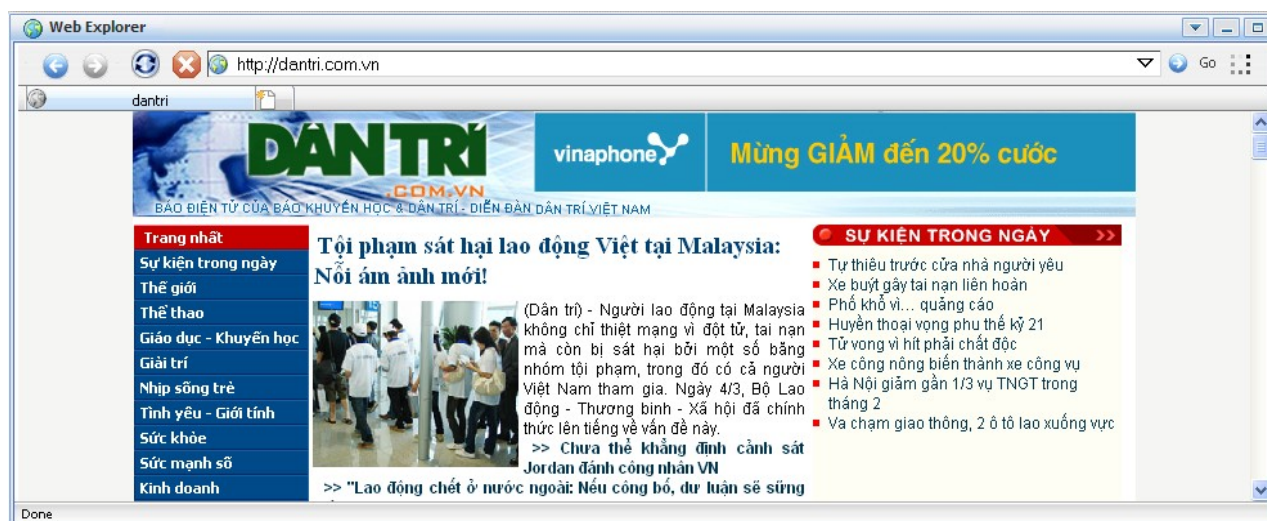 Web Explorer
http://dantri.com.vn
Go
dantri
DÂN TRÍ
.COM.VN
BÁO ĐIỆN TỬ CỦA BÁO KHUYẾN HỌC & DÂN TRÍ - DIỄN ĐÀN DÂN TRÍ VIỆT NAM
vinaphone
Mừng GIẢM đến 20% cước
Trang nhất
Sự kiện trong ngày
Thế giới
Thể thao
Giáo dục - Khuyến học
Giải trí
Nhịp sống trẻ
Tình yêu - Giới tính
Sức khỏe
Sức mạnh số
Kinh doanh
Tội phạm sát hại lao động Việt tại Malaysia:
Nỗi ám ảnh mới!
(Dân trí) - Người lao động tại Malaysia
không chỉ thiệt mạng vì đột tử, tai nạn
mà còn bị sát hại bởi một số băng
nhóm tội phạm, trong đó có cả người
Việt Nam tham gia. Ngày 4/3, Bộ Lao
động - Thương binh - Xã hội đã chính
thức lên tiếng về vấn đề này.
>> Chưa thể khẳng định cảnh sát
Jordan đánh công nhân VN
>> "Lao động chết ở nước ngoài: Nếu công bố, dư luận sẽ sững
SỰ KIỆN TRONG NGÀY >>
Tự thiêu trước cửa nhà người yêu
Xe buýt gây tai nạn liên hoàn
Phố khổ vì... quảng cáo
Huyền thoại vọng phu thế kỷ 21
Tử vong vì hít phải chất độc
Xe công nông biến thành xe công vụ
Hà Nội giảm gần 1/3 vụ TNGT trong
tháng 2
Va chạm giao thông, 2 ô tô lao xuống vực
Done